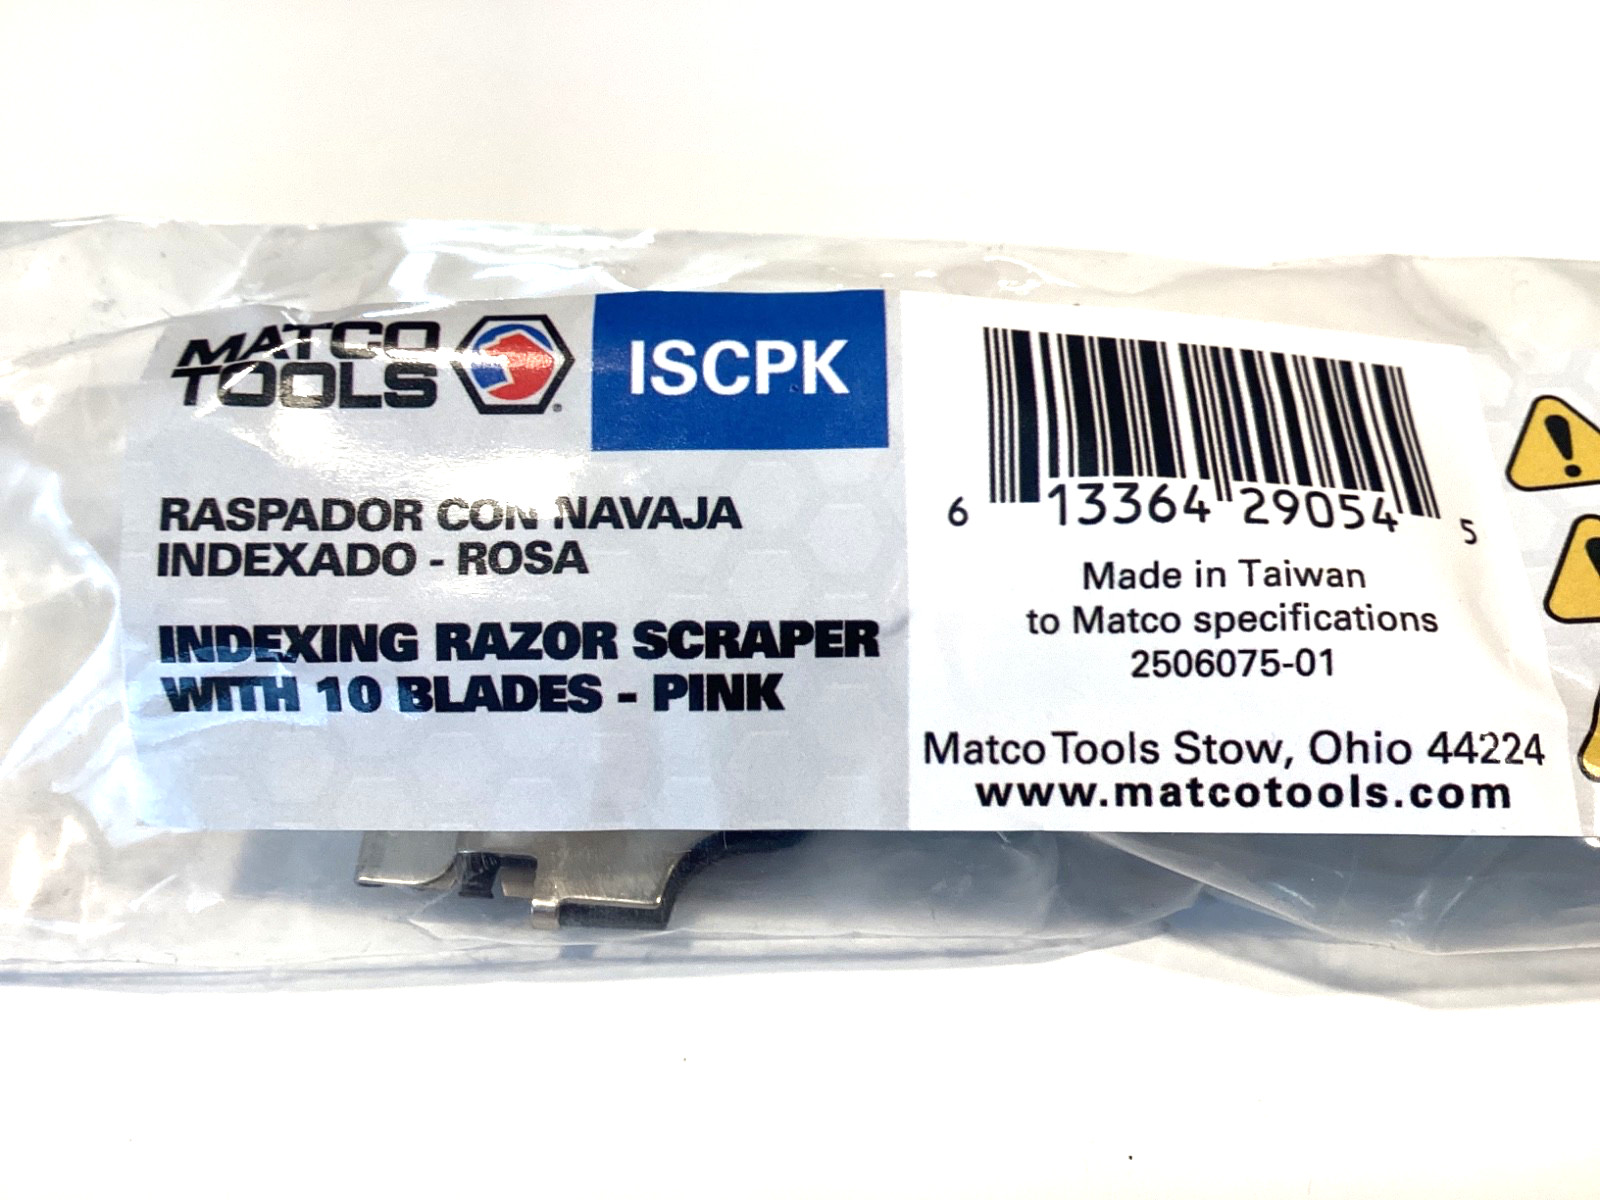 MATCO
TOOLS
®
ISCPK
RASPADOR CON NAVAJA
INDEXADO - ROSA
INDEXING RAZOR SCRAPER
WITH 10 BLADES - PINK
6 13364 29054 5
Made in Taiwan
to Matco specifications
2506075-01
Matco Tools Stow, Ohio 44224
www.matcotools.com